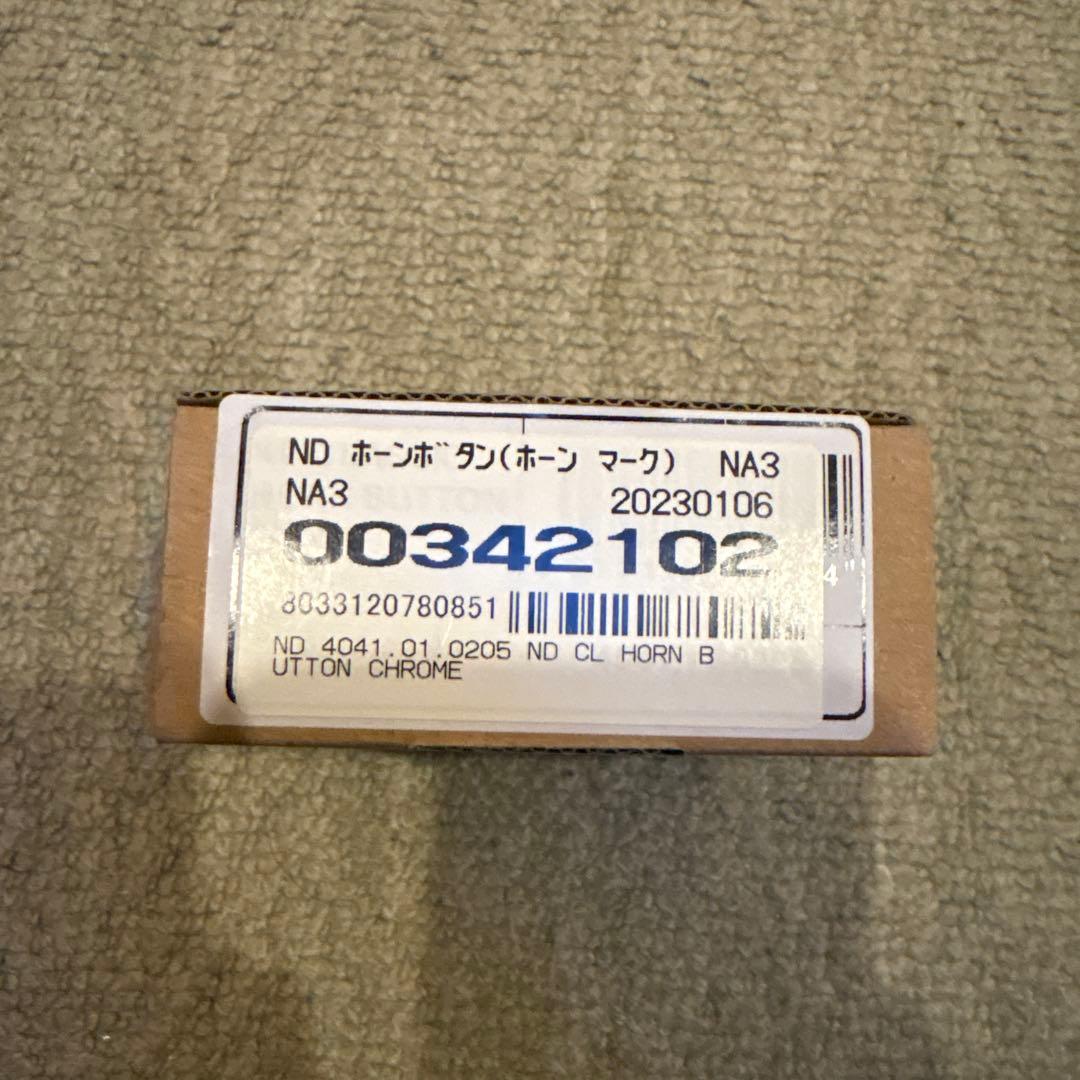 ND ホーンボタン(ホーン マーク) NA3
NA3 20230106
00342102
8033120780851
ND 4041.01.0205 ND CL HORN B
UTTON CHROME
4"